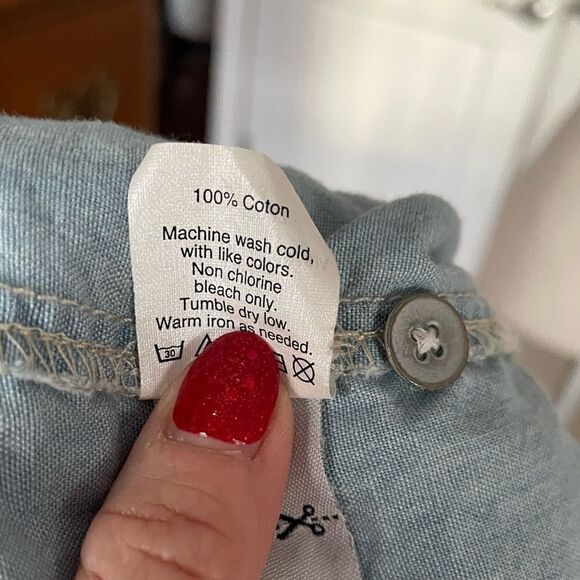 100% Coton
Machine wash cold,
with like colors.
Non chlorine
bleach only.
Tumble dry low.
Warm iron as needed.
30